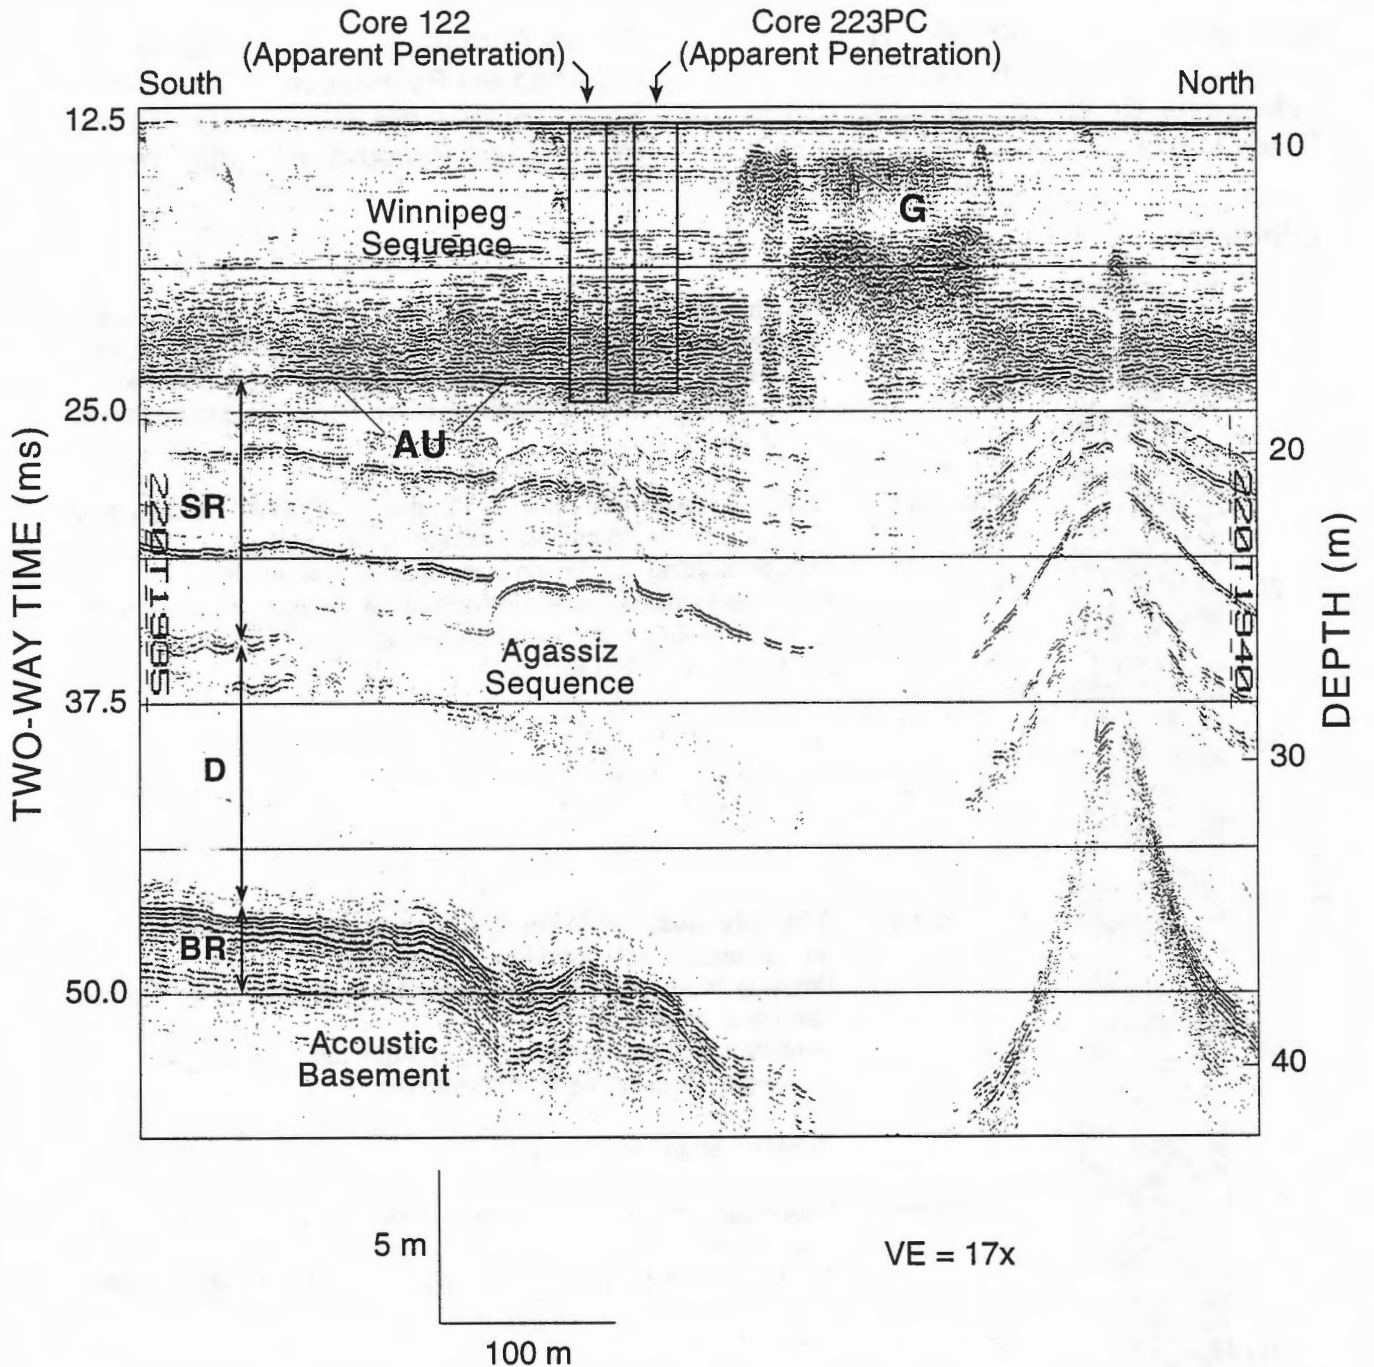 Core 122
(Apparent Penetration)
Core 223PC
(Apparent Penetration)
South
North
12.5
10
Winnipeg
Sequence
G
25.0
AU
20
SR
220T1935
220T1940
TWO-WAY TIME (ms)
DEPTH (m)
Agassiz
Sequence
37.5
D
30
BR
50.0
Acoustic
Basement
40
5 m
VE = 17x
100 m